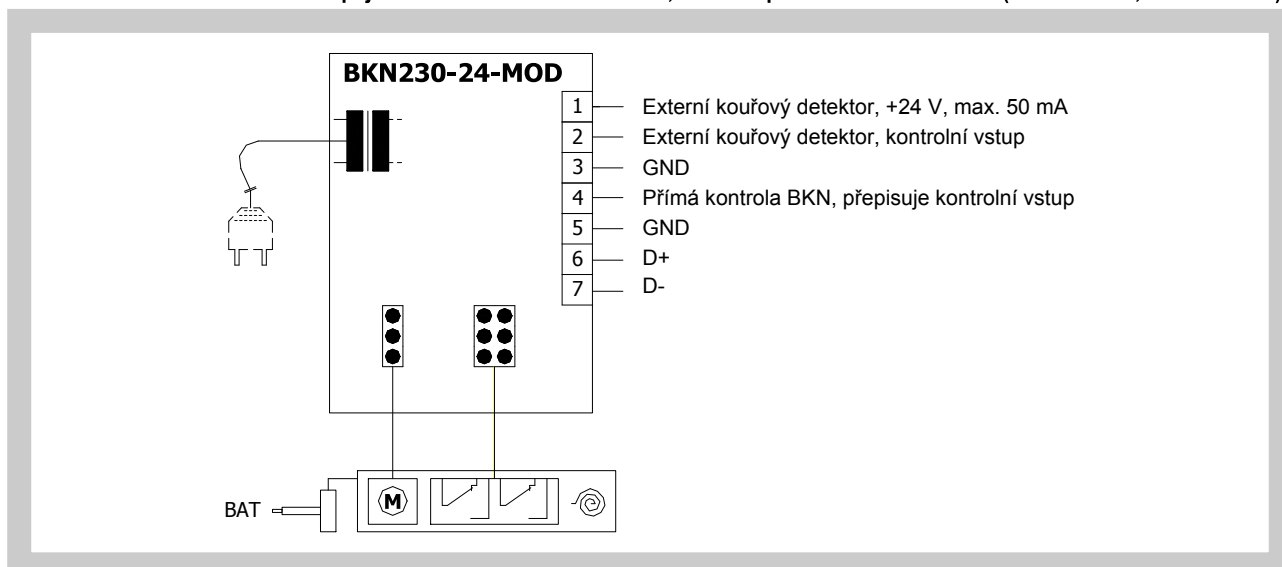 BKN230-24-MOD
1 Externí kouřový detektor, +24 V, max. 50 mA
2 Externí kouřový detektor, kontrolní vstup
3 GND
4 Přímá kontrola BKN, přepisuje kontrolní vstup
5 GND
6 D+
7 D-
BAT
M